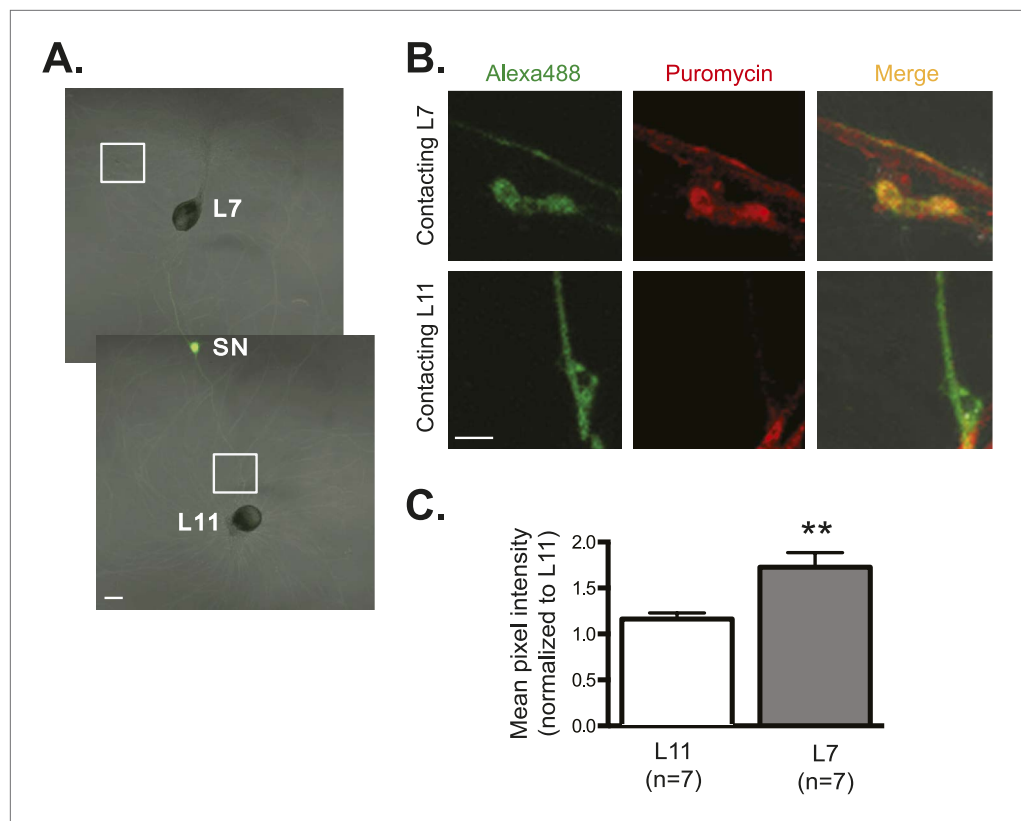 A.
L7
SN
L11
B.
Alexa488
Puromycin
Merge
Contacting L7
Contacting L11
C.
Mean pixel intensity
(normalized to L11)
**
2.0
1.5
1.0
0.5
0.0
L11
(n=7)
L7
(n=7)